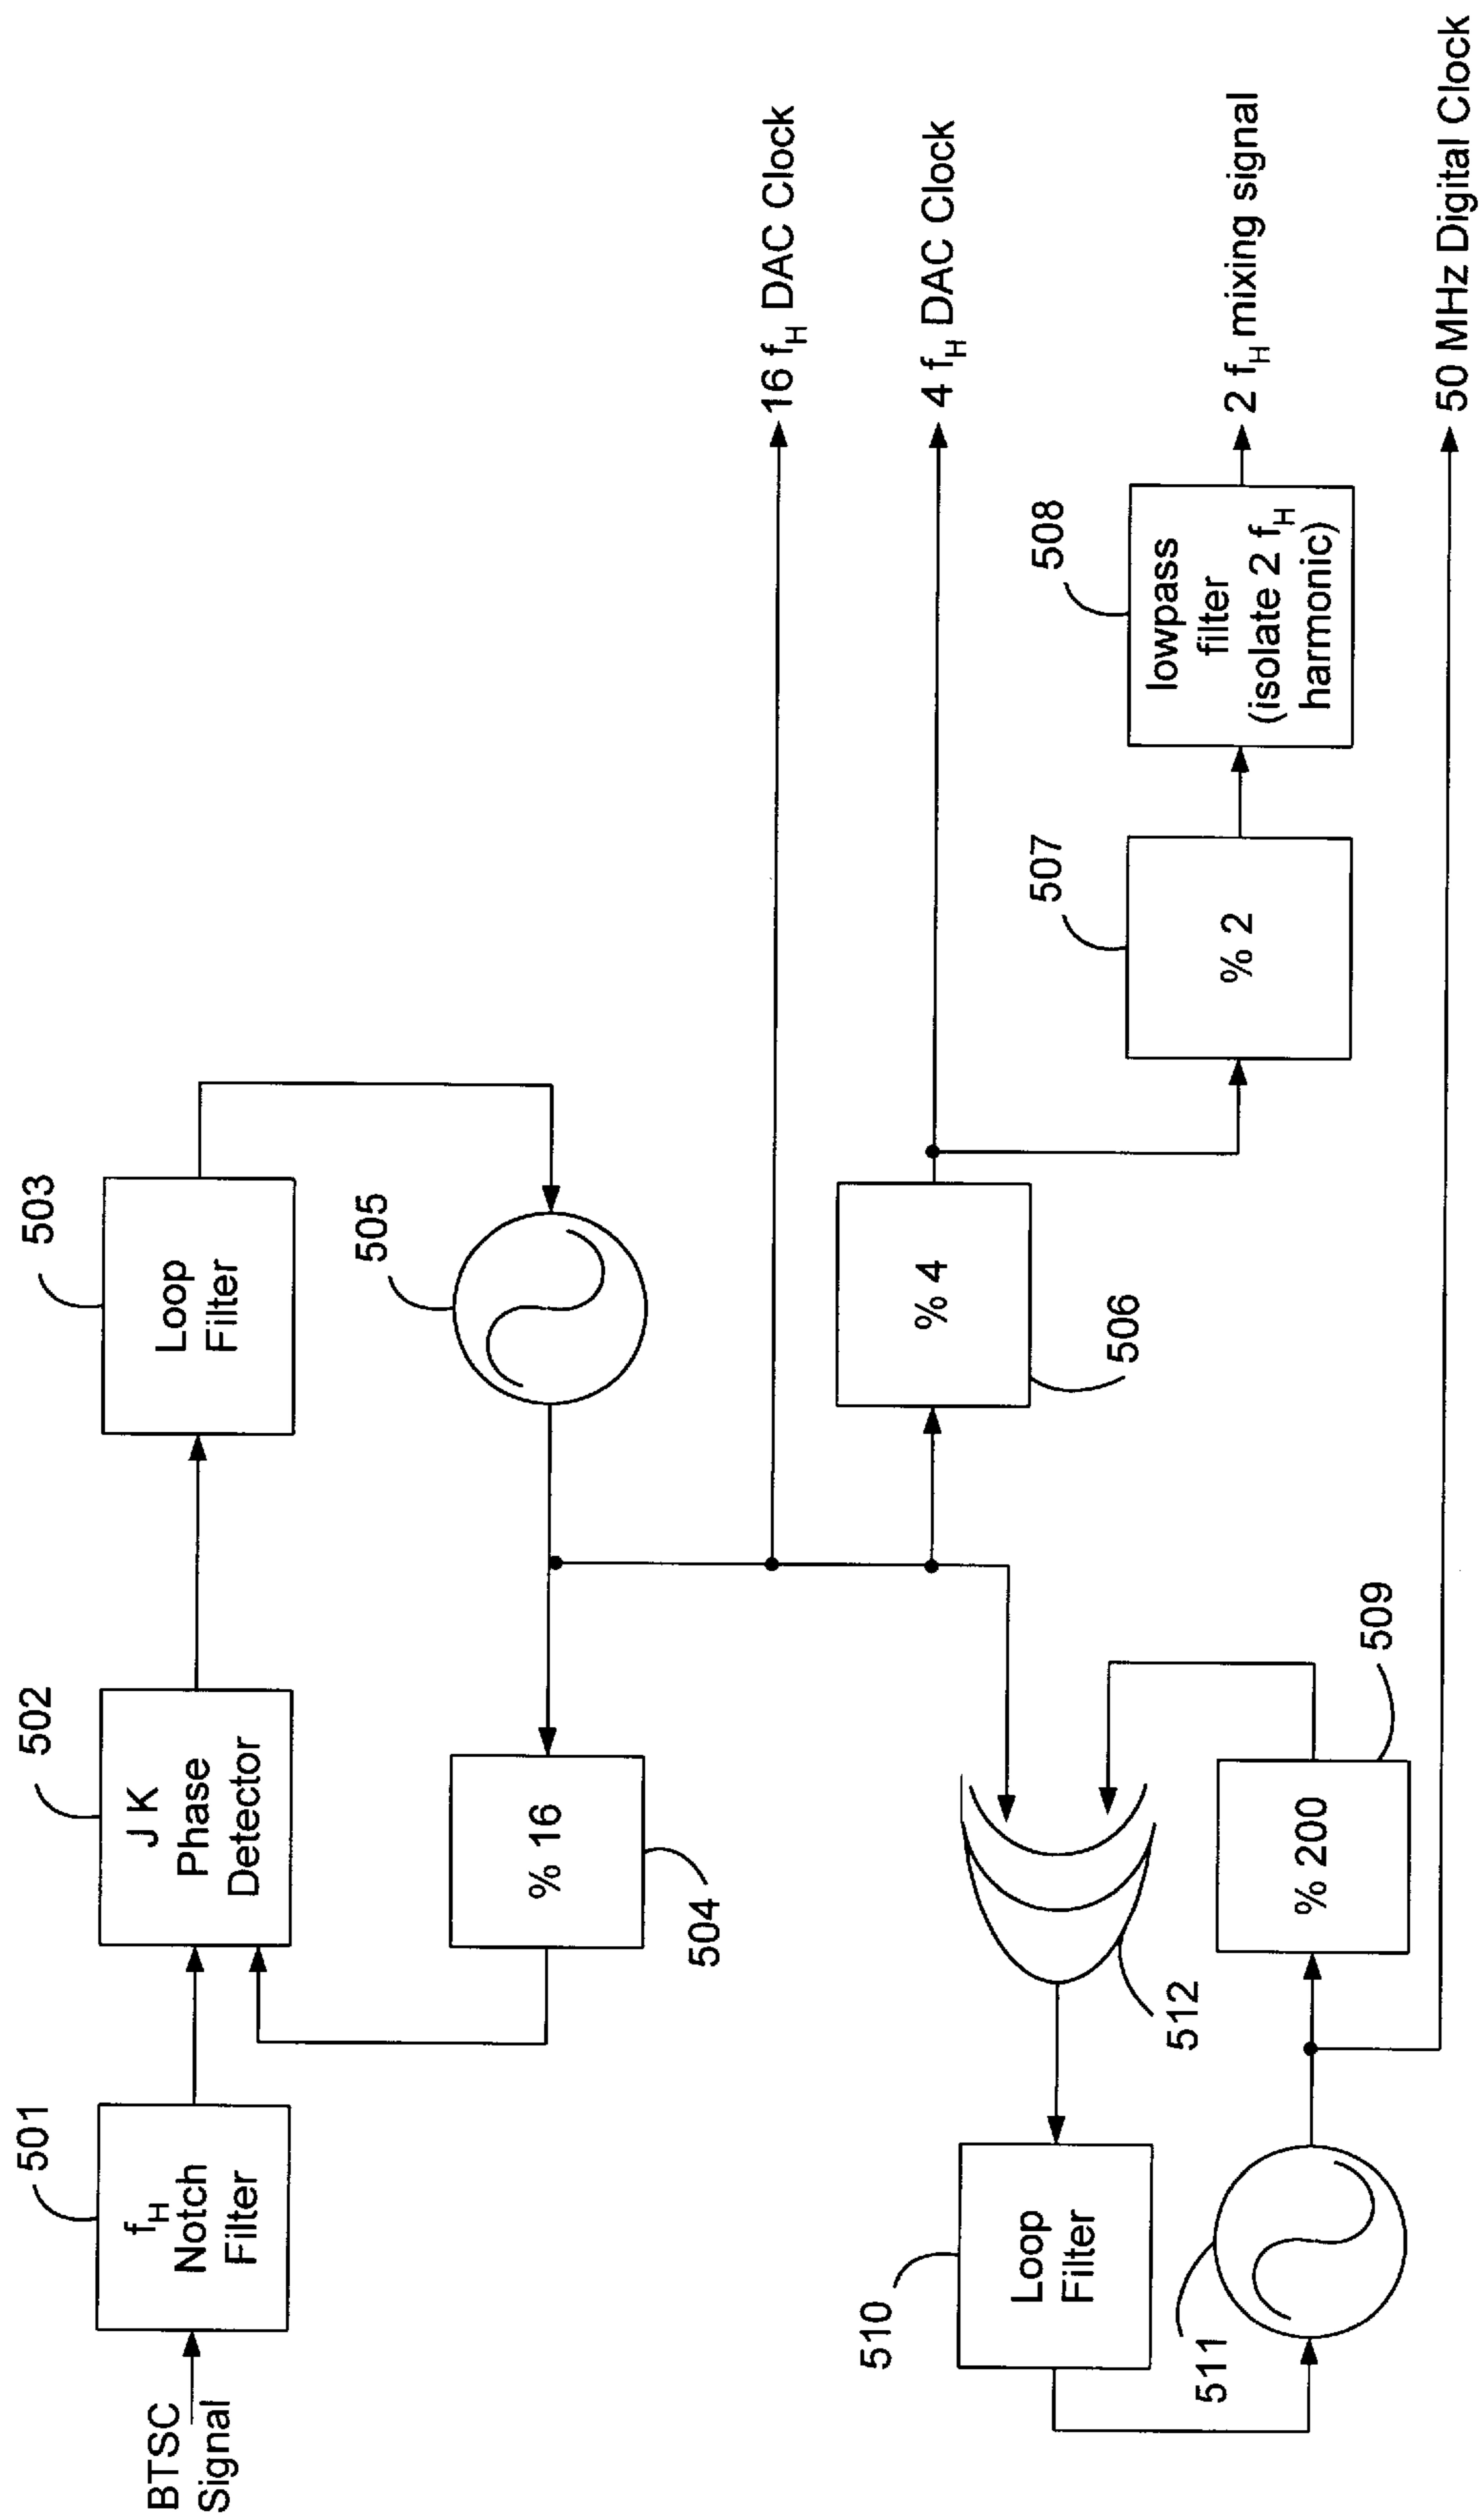 BTSC
Signal
501
f_H
Notch
Filter
502
J K
Phase
Detector
503
Loop
Filter
505
% 16
504
16 f_H DAC Clock
4 f_H DAC Clock
% 4
506
507
% 2
508
lowpass
filter
(isolate 2 f_H
harmonic)
2 f_H mixing signal
510
Loop
Filter
512
511
% 200
509
50 MHz Digital Clock